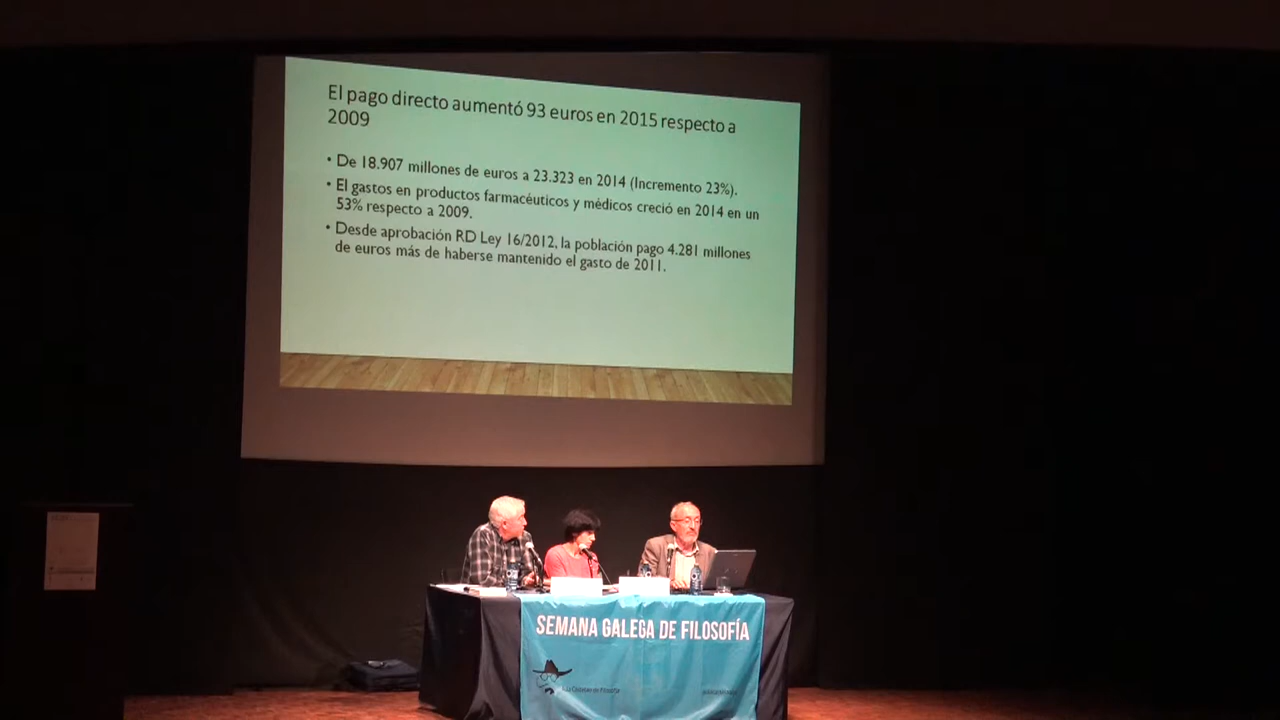 El pago directo aumentó 93 euros en 2015 respecto a
2009
• De 18.907 millones de euros a 23.323 en 2014 (Incremento 23%).
• El gastos en productos farmacéuticos y médicos creció en 2014 en un
53% respecto a 2009.
• Desde aprobación RD Ley 16/2012, la población pago 4.281 millones
de euros más de haberse mantenido el gasto de 2011.
SEMANA GALEGA DE FILOSOFÍA